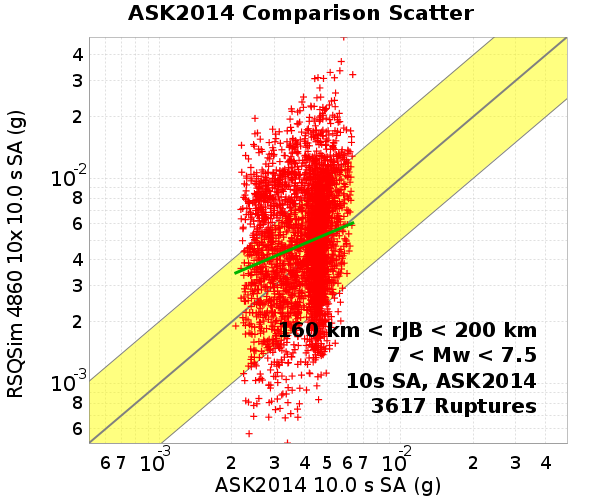 ASK2014 Comparison Scatter
RSQSim 4860 10x 10.0 s SA (g)
4
3
2
10-2
8
6
4
3
2
10-3
8
6
160 km < rJB < 200 km
7 < Mw < 7.5
10s SA, ASK2014
3617 Ruptures
6 7 10-3 2 3 4 5 6 7 10-2 2 3 4
ASK2014 10.0 s SA (g)